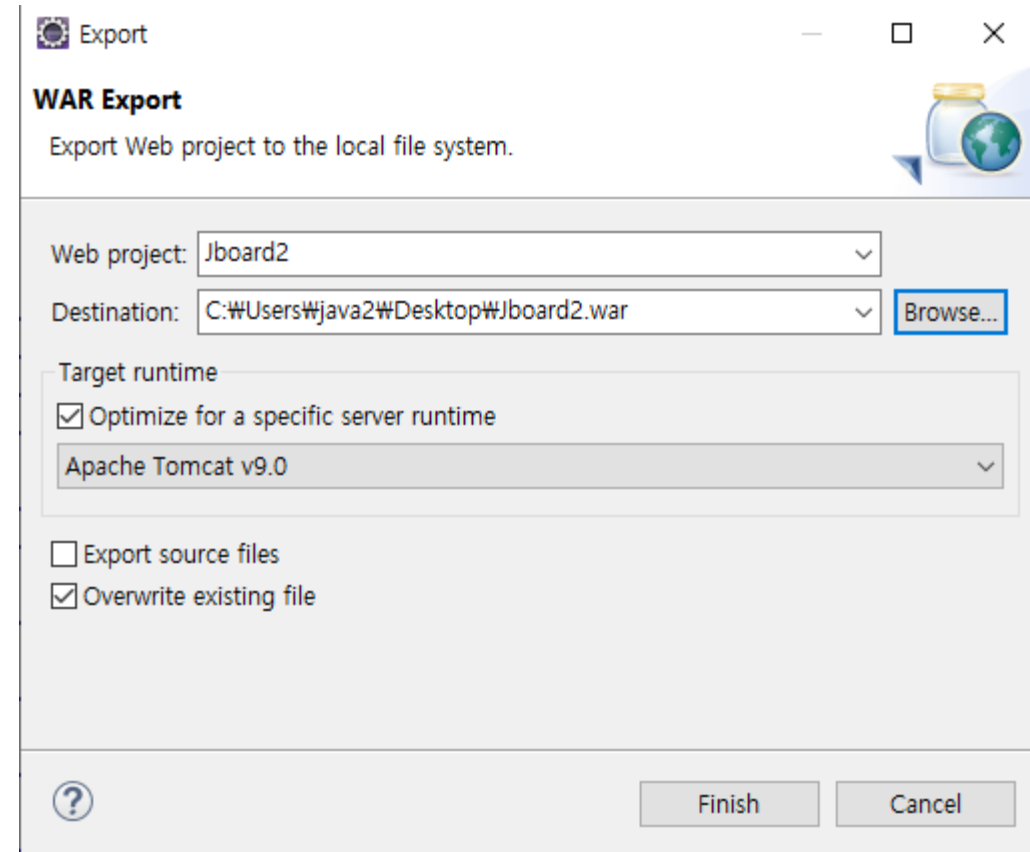 Export
WAR Export
Export Web project to the local file system.
Web project: Jboard2
Destination: C:₩Users₩java2₩Desktop₩Jboard2.war Browse...
Target runtime
Optimize for a specific server runtime
Apache Tomcat v9.0
Export source files
Overwrite existing file
? Finish Cancel